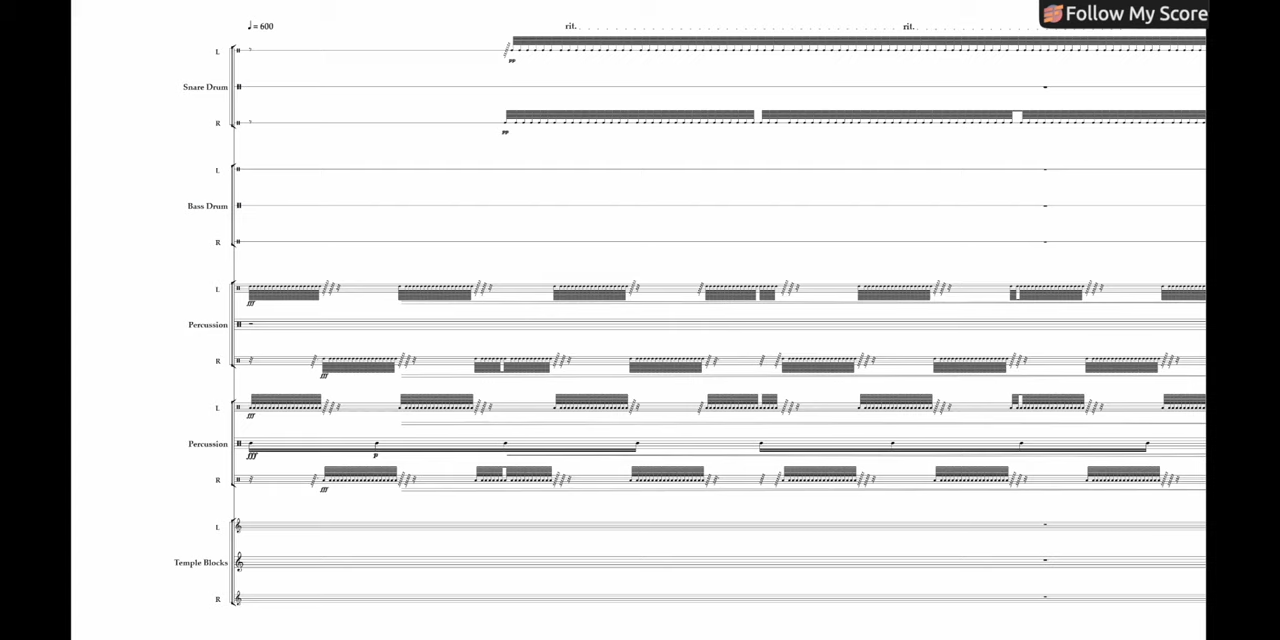 Follow My Score
♩= 600
rit.
rit.
L
pp
Snare Drum
R
pp
L
Bass Drum
R
L
fff
Percussion
R
fff
L
fff
Percussion
fff
p
R
fff
L
Temple Blocks
R